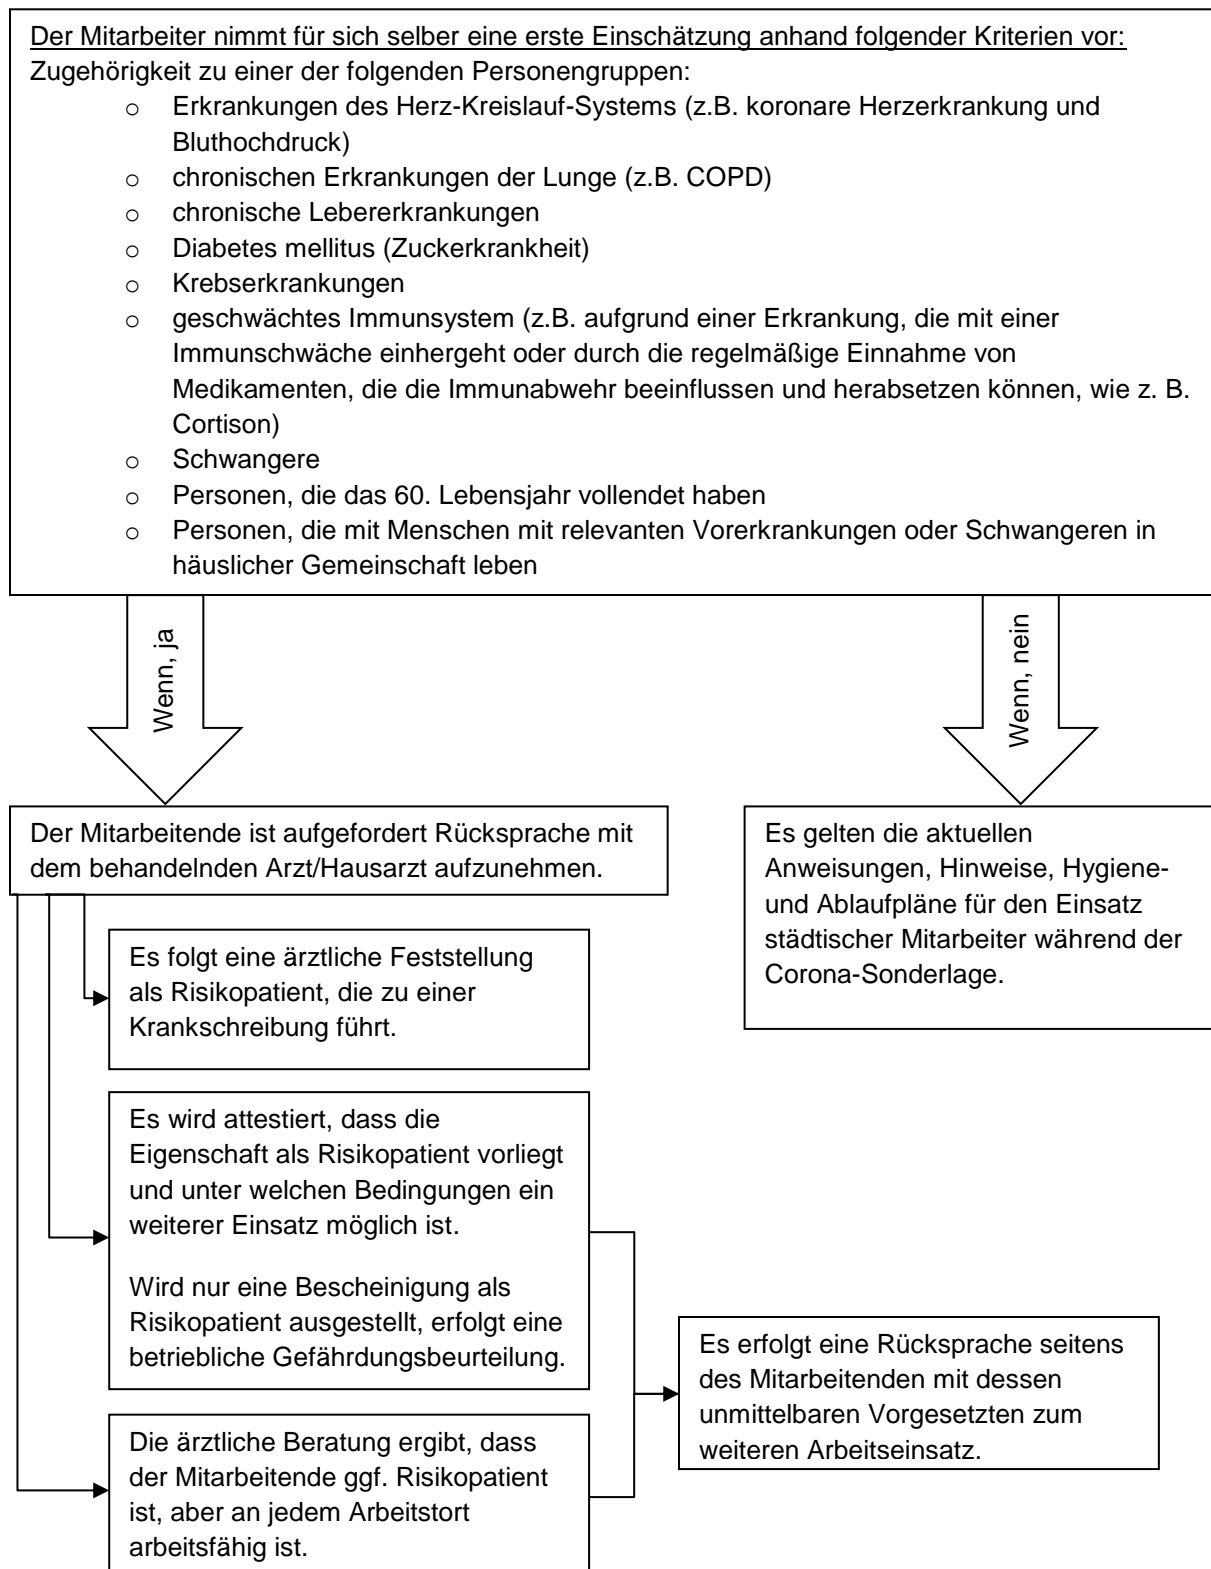 Der Mitarbeiter nimmt für sich selber eine erste Einschätzung anhand folgender Kriterien vor:
Zugehörigkeit zu einer der folgenden Personengruppen:
o Erkrankungen des Herz-Kreislauf-Systems (z.B. koronare Herzerkrankung und
Bluthochdruck)
o chronischen Erkrankungen der Lunge (z.B. COPD)
o chronische Lebererkrankungen
o Diabetes mellitus (Zuckerkrankheit)
o Krebserkrankungen
o geschwächtes Immunsystem (z.B. aufgrund einer Erkrankung, die mit einer
Immunschwäche einhergeht oder durch die regelmäßige Einnahme von
Medikamenten, die die Immunabwehr beeinflussen und herabsetzen können, wie z. B.
Cortison)
o Schwangere
o Personen, die das 60. Lebensjahr vollendet haben
o Personen, die mit Menschen mit relevanten Vorerkrankungen oder Schwangeren in
häuslicher Gemeinschaft leben
Wenn, ja
Wenn, nein
Der Mitarbeitende ist aufgefordert Rücksprache mit
dem behandelnden Arzt/Hausarzt aufzunehmen.
Es gelten die aktuellen
Anweisungen, Hinweise, Hygiene-
und Ablaufpläne für den Einsatz
städtischer Mitarbeiter während der
Corona-Sonderlage.
Es folgt eine ärztliche Feststellung
als Risikopatient, die zu einer
Krankschreibung führt.
Es wird attestiert, dass die
Eigenschaft als Risikopatient vorliegt
und unter welchen Bedingungen ein
weiterer Einsatz möglich ist.
Wird nur eine Bescheinigung als
Risikopatient ausgestellt, erfolgt eine
betriebliche Gefährdungsbeurteilung.
Es erfolgt eine Rücksprache seitens
des Mitarbeitenden mit dessen
unmittelbaren Vorgesetzten zum
weiteren Arbeitseinsatz.
Die ärztliche Beratung ergibt, dass
der Mitarbeitende ggf. Risikopatient
ist, aber an jedem Arbeitstort
arbeitsfähig ist.